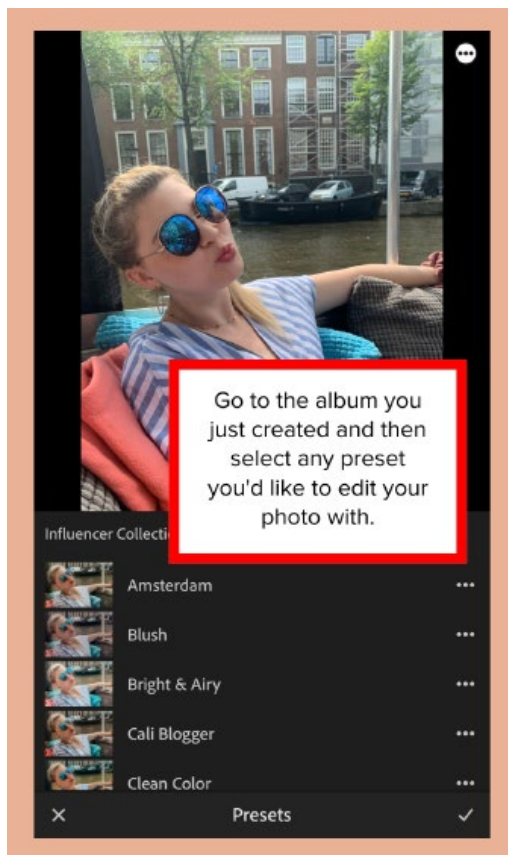 Go to the album you
just created and then
select any preset
you'd like to edit your
photo with.
Influencer
Amsterdam
Blush
Bright & Airy
Cali Blogger
Clean Color
Presets